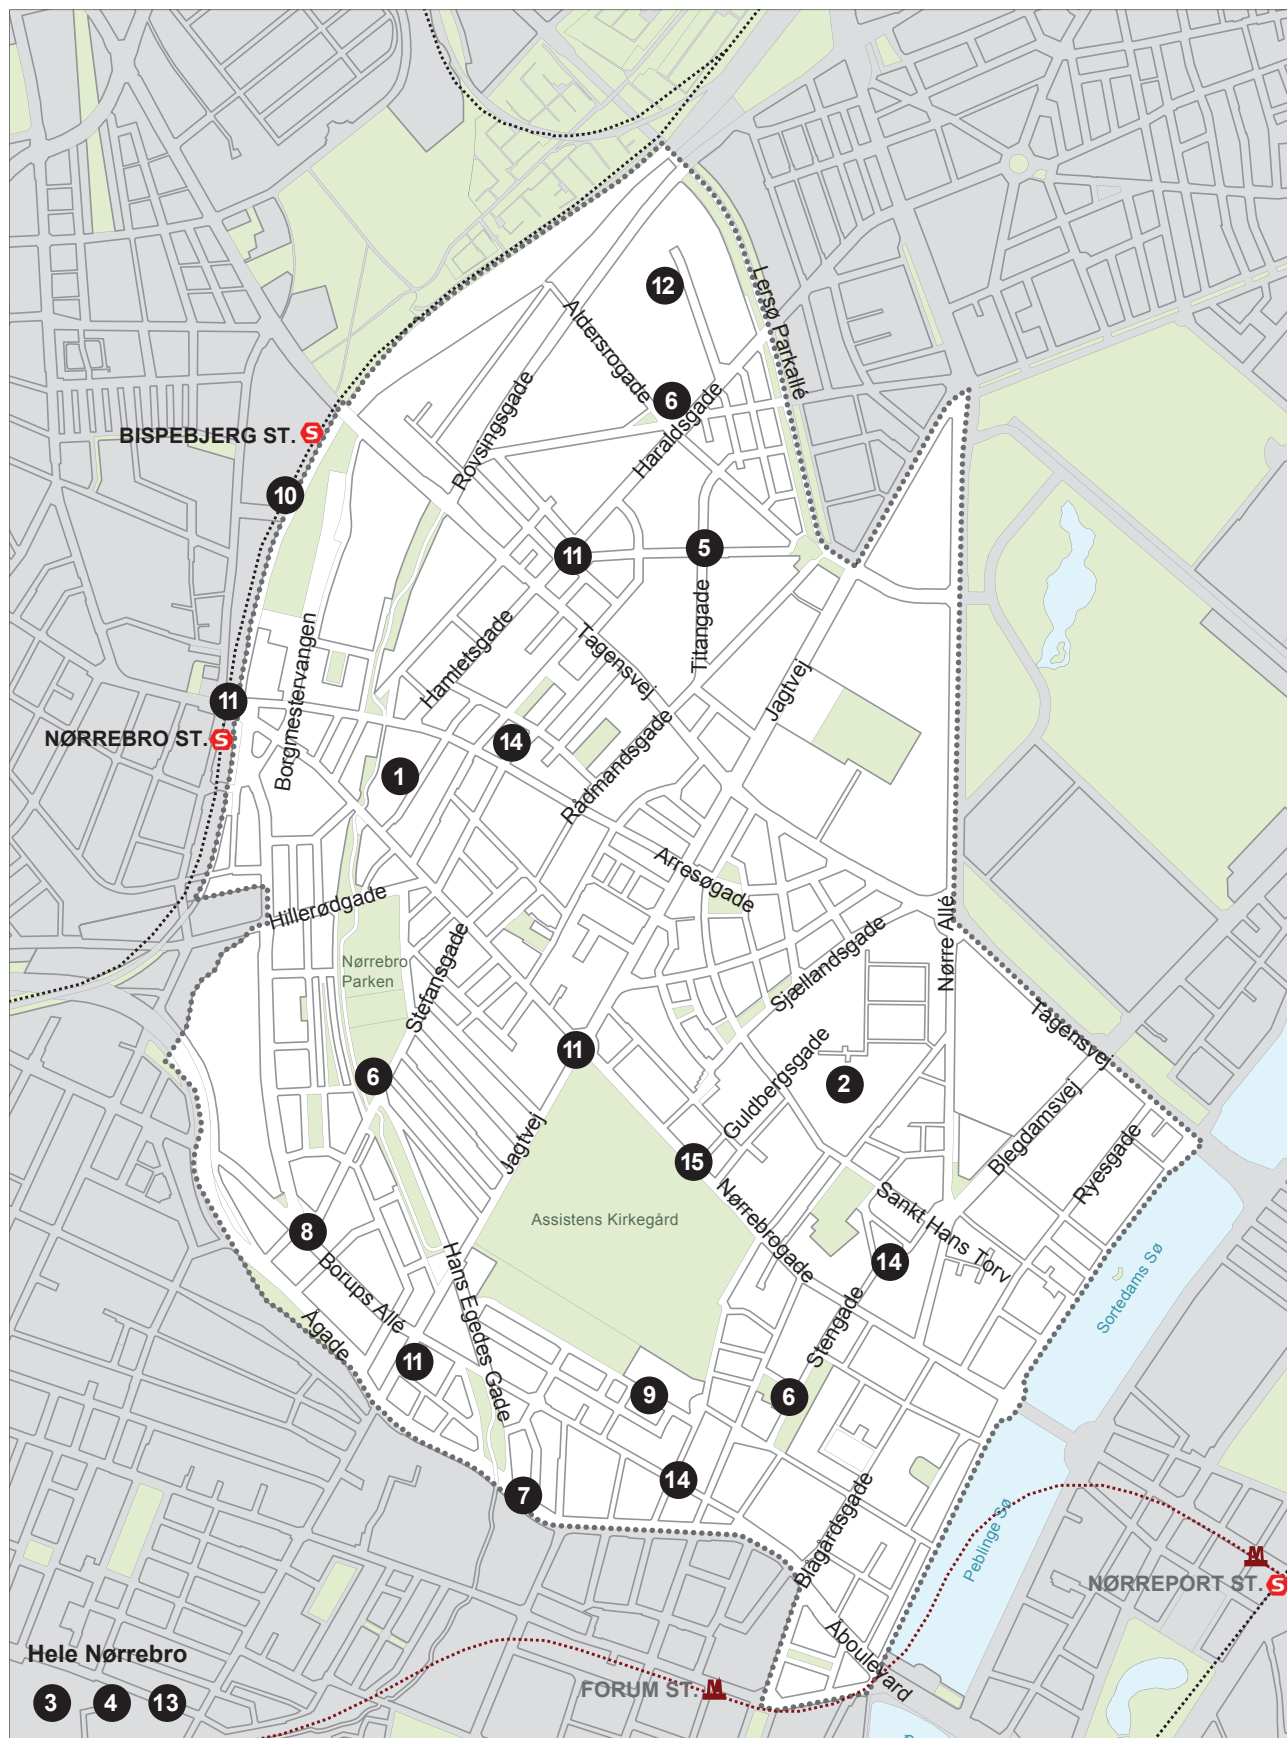 12
Lersø Parkallé
Aldersrogade
6
Haraldsgade
Rovsingsgade
BISPEBJERG ST. S
10
11
5
Titangade
Hamletsgade
Tagensvej
Borgmestervangen
Jagtvej
11
NØRREBRO ST. S
14
1
Rådmandsgade
Arresøgade
Hillerødgade
Nørre Allé
Sjællandsgade
Stefansgade
Nørrebro
Parken
Tagensvej
11
6
Guldbergsgade
2
Blegdamsvej
Jagtvej
15
Ryesgade
Nørrebrogade
Sankt Hans Torv
Assistens Kirkegård
8
14
Borups Allé
Hans Egedes Gade
Sortedams Sø
Ågade
Stengade
11
9
6
14
7
Blågårdsgade
Peblinge Sø
M
NØRREPORT ST. S
Åboulevard
Hele Nørrebro
3 4 13
FORUM ST. M